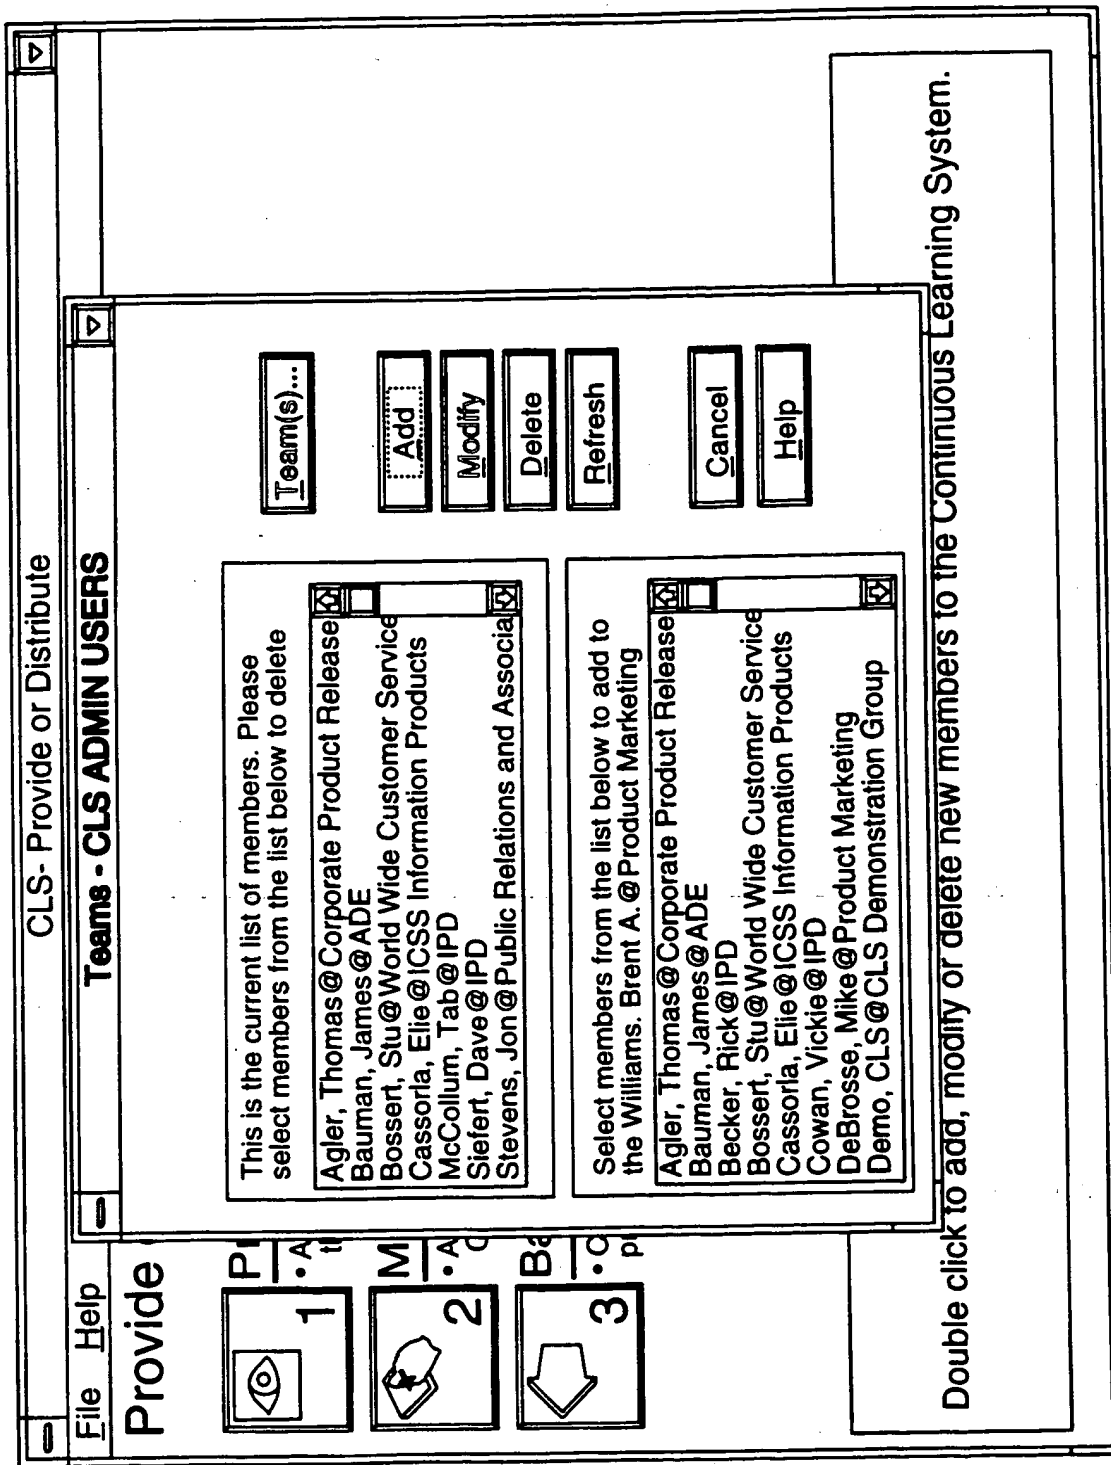 CLS- Provide or Distribute
File Help
Teams - CLS ADMIN USERS
Provide
1
2
3
This is the current list of members. Please
select members from the list below to delete
Agler, Thomas@Corporate Product Release
Bauman, James@ADE
Bossert, Stu@World Wide Customer Service
Cassorla, Elie@ICSS Information Products
McCollum, Tab@IPD
Siefert, Dave@IPD
Stevens, Jon@Public Relations and Associa
Select members from the list below to add to
the Williams. Brent A.@Product Marketing
Agler, Thomas@Corporate Product Release
Bauman, James@ADE
Becker, Rick@IPD
Bossert, Stu@World Wide Customer Service
Cassorla, Elie@ICSS Information Products
Cowan, Vickie@IPD
DeBrosse, Mike@Product Marketing
Demo, CLS@CLS Demonstration Group
Team(s)...
Add
Modify
Delete
Refresh
Cancel
Help
Double click to add, modify or delete new members to the Continuous Learning System.